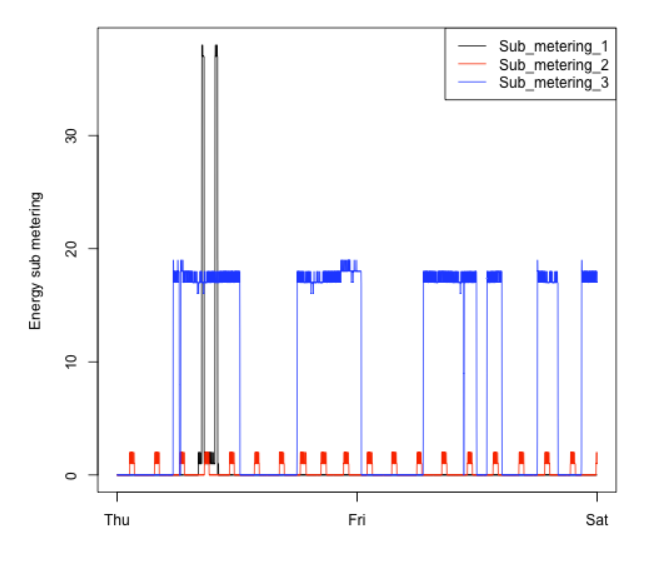 Sub_metering_1
Sub_metering_2
Sub_metering_3
30
20
10
0
Energy sub metering
Thu Fri Sat